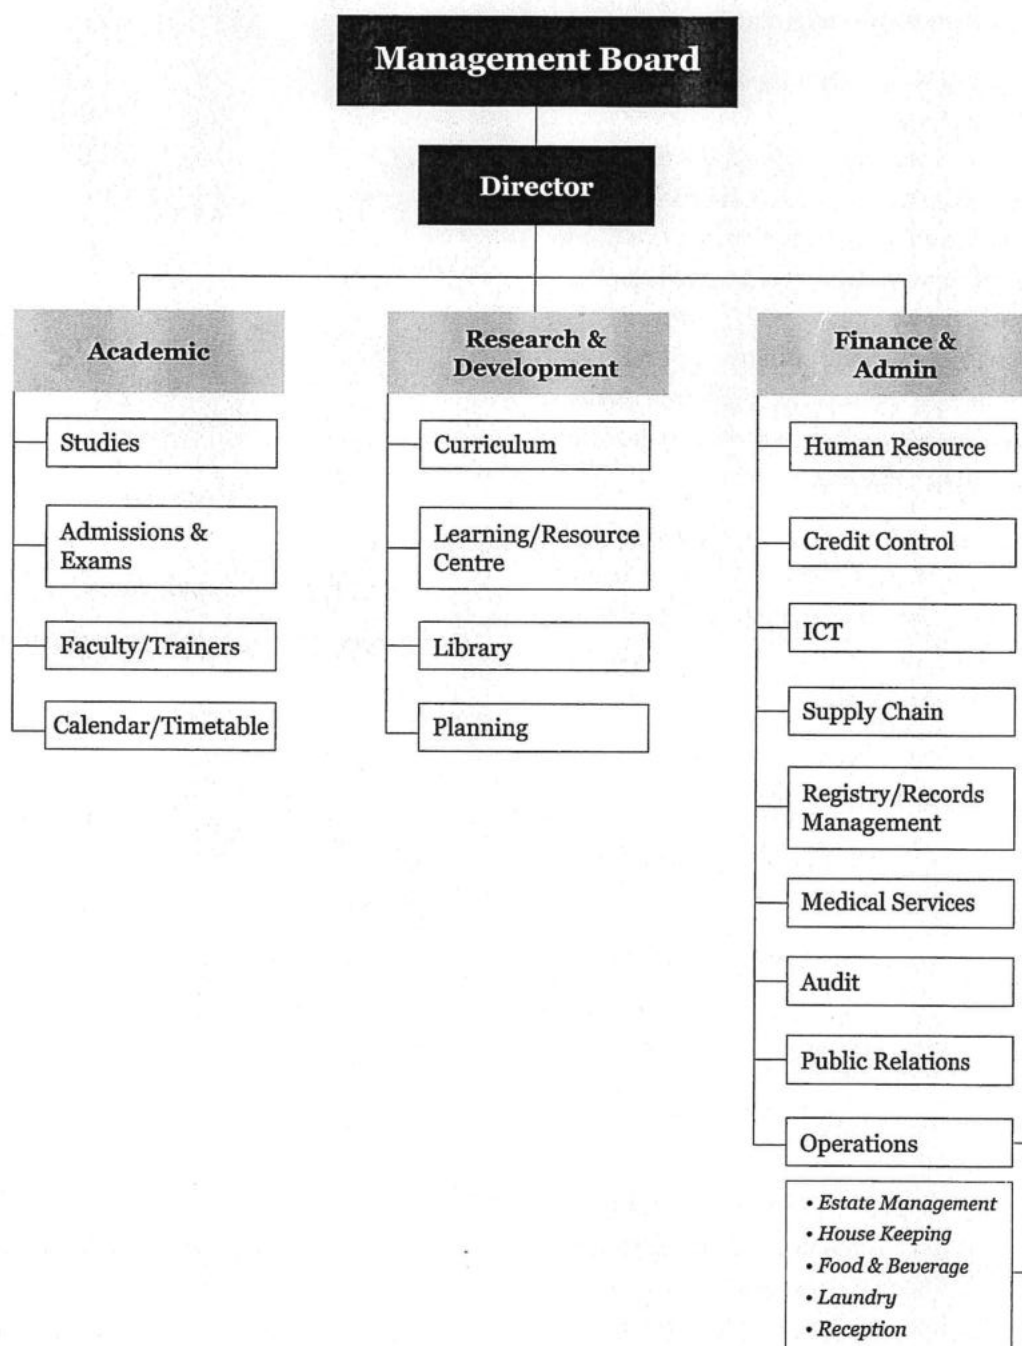 Management Board
Director
Academic
Studies
Admissions &
Exams
Faculty/Trainers
Calendar/Timetable
Research &
Development
Curriculum
Learning/Resource
Centre
Library
Planning
Finance &
Admin
Human Resource
Credit Control
ICT
Supply Chain
Registry/Records
Management
Medical Services
Audit
Public Relations
Operations
• Estate Management
• House Keeping
• Food & Beverage
• Laundry
• Reception